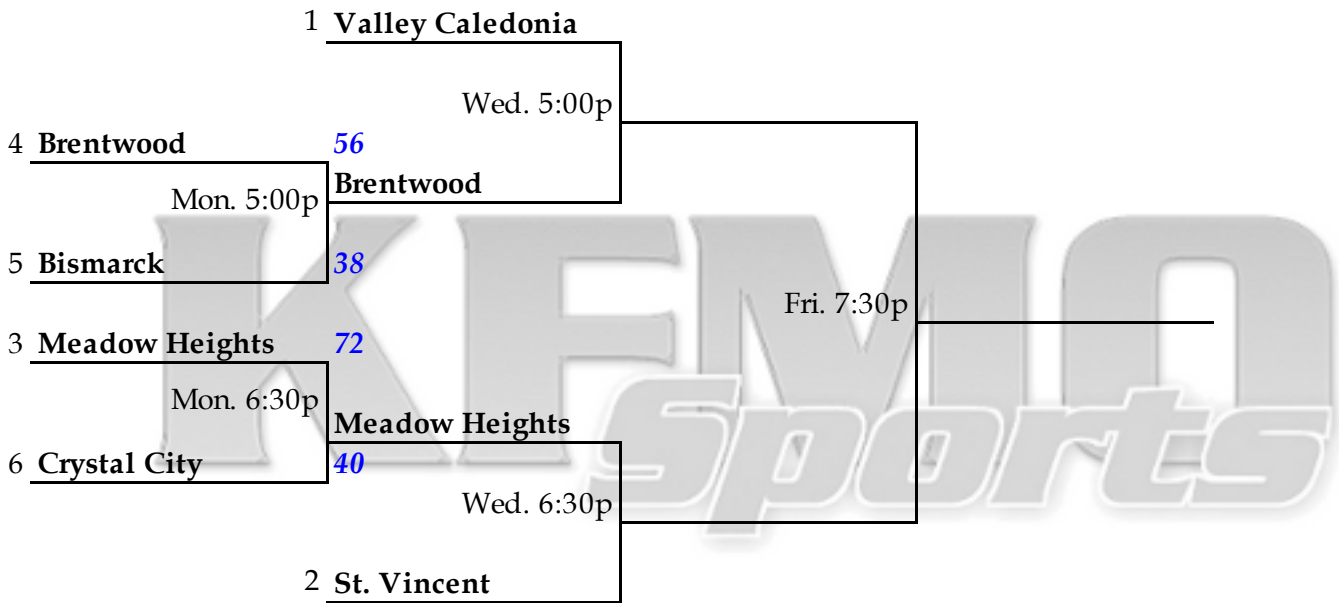 1 Valley Caledonia
Wed. 5:00p
4 Brentwood 56
Mon. 5:00p
Brentwood
5 Bismarck 38
Fri. 7:30p
3 Meadow Heights 72
Mon. 6:30p
Meadow Heights
6 Crystal City 40
Wed. 6:30p
2 St. Vincent
KFMO
Sports